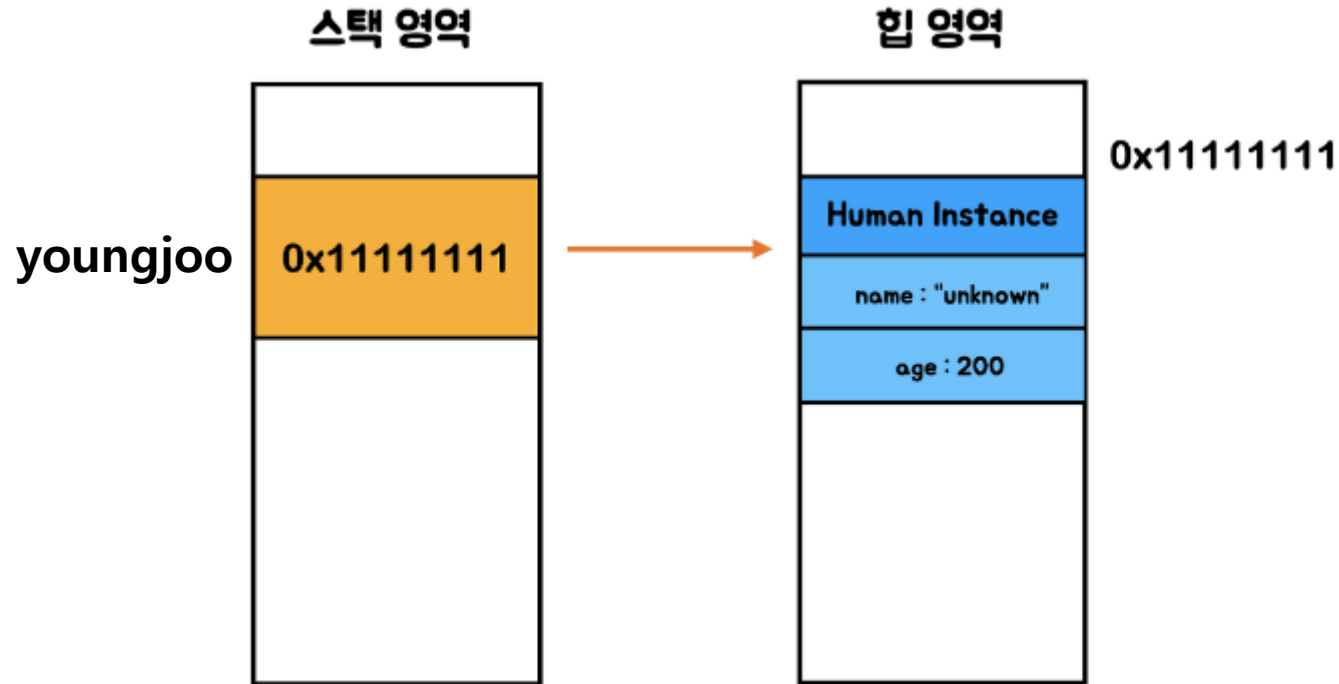 스택 영역
힙 영역
0x11111111
Human Instance
youngjoo
0x11111111
name : "unknown"
age : 200